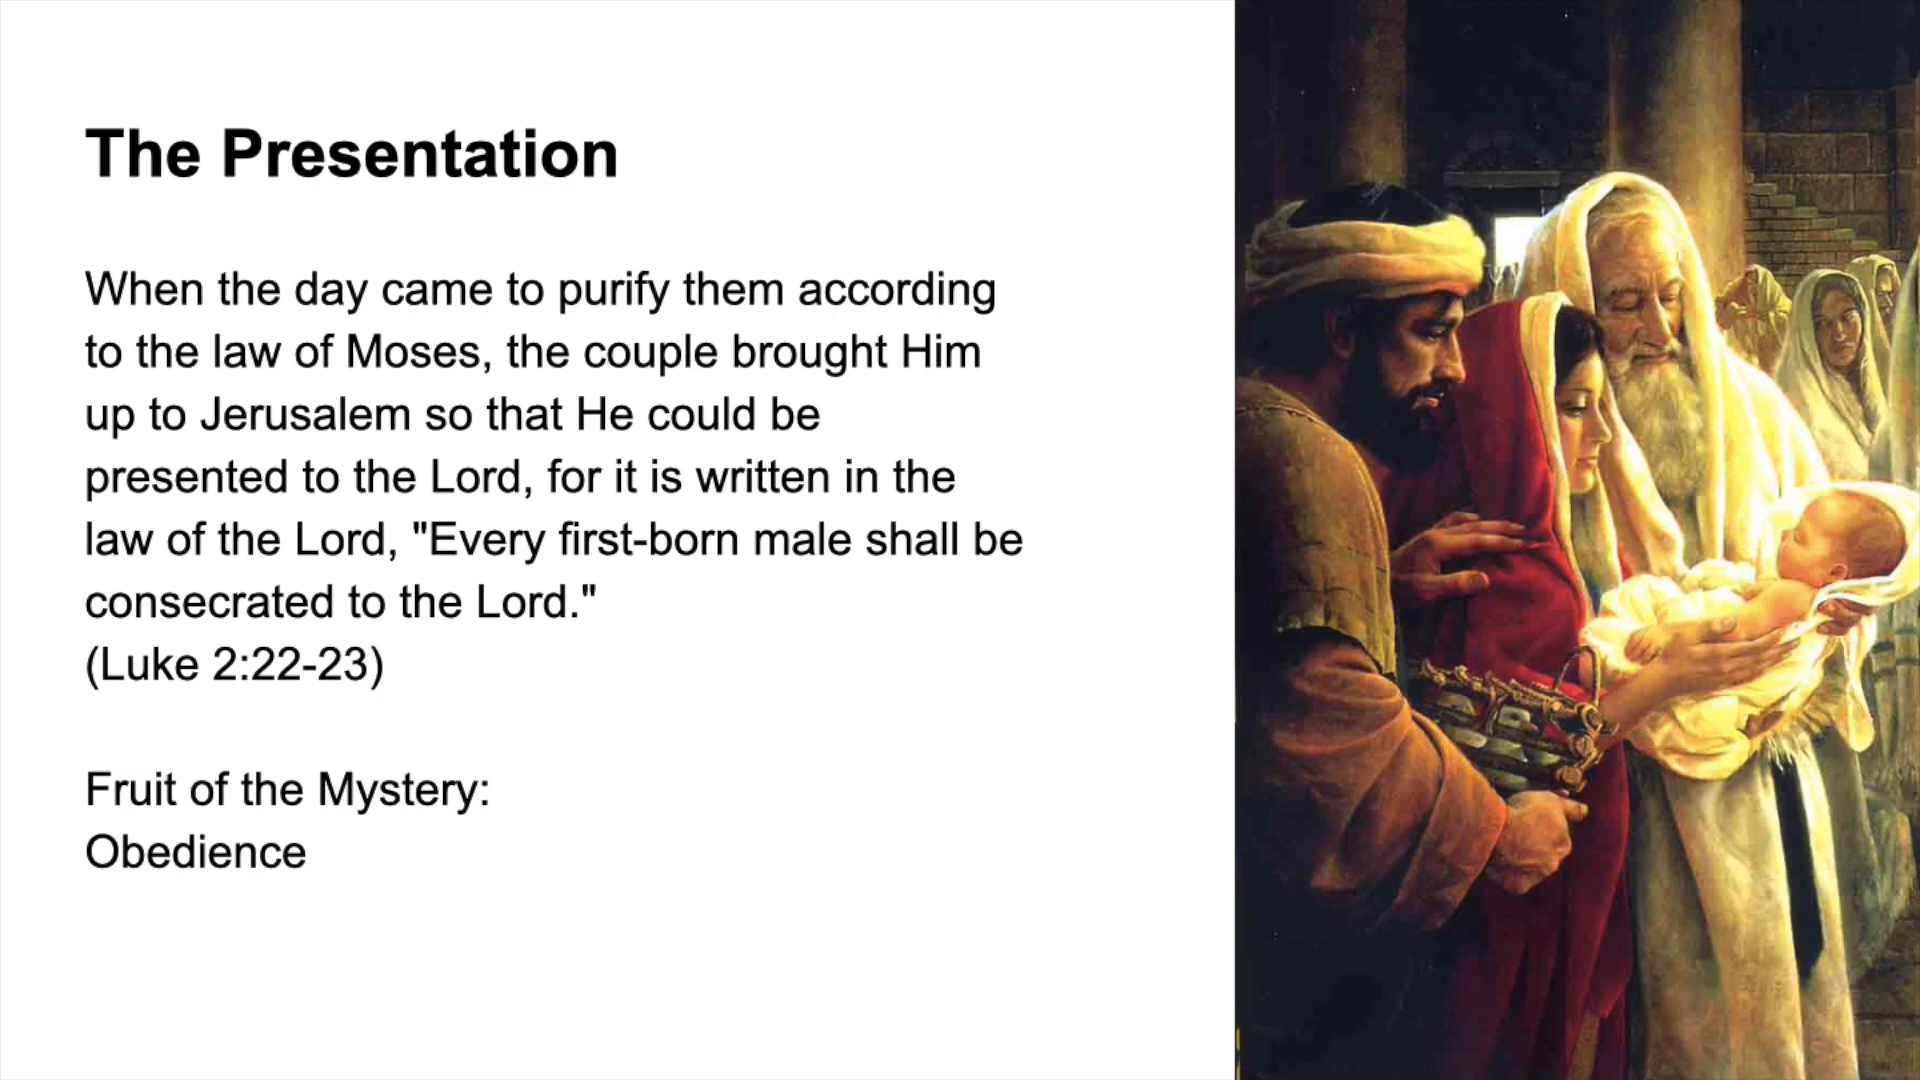 The Presentation
When the day came to purify them according
to the law of Moses, the couple brought Him
up to Jerusalem so that He could be
presented to the Lord, for it is written in the
law of the Lord, "Every first-born male shall be
consecrated to the Lord."
(Luke 2:22-23)
Fruit of the Mystery:
Obedience